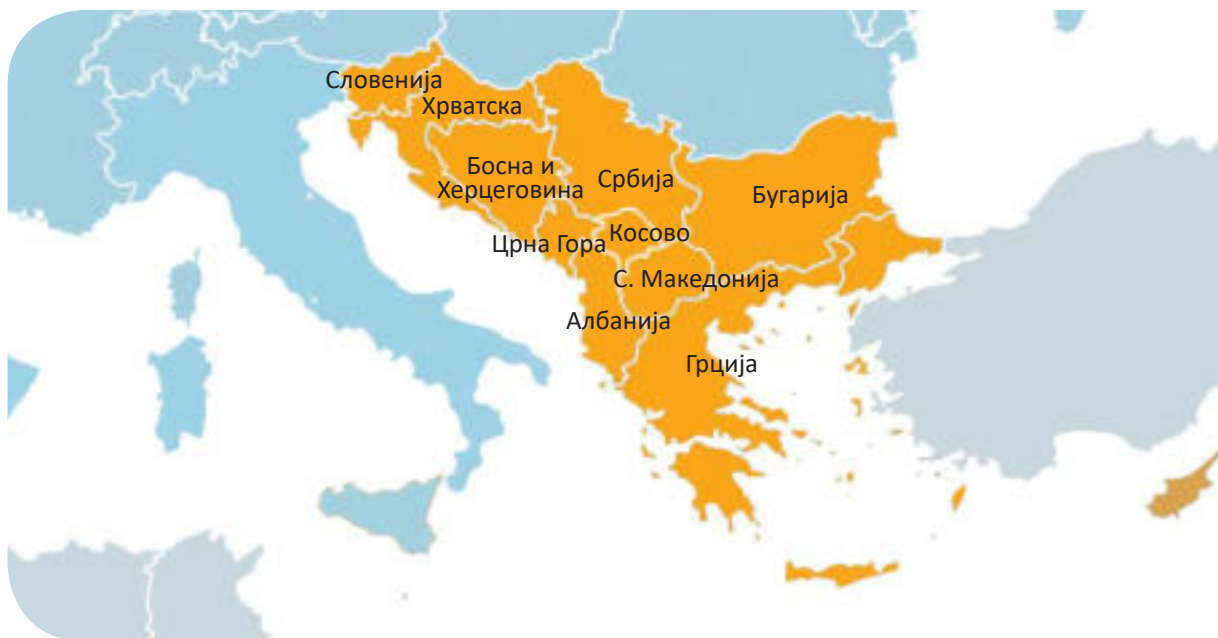 Словенија
Хрватска
Босна и
Херцеговина
Србија
Бугарија
Црна Гора
Косово
С. Македонија
Албанија
Грција